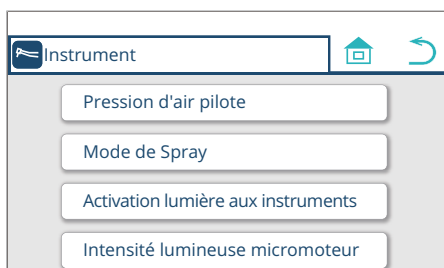 Instrument
Pression d'air pilote
Mode de Spray
Activation lumière aux instruments
Intensité lumineuse micromoteur